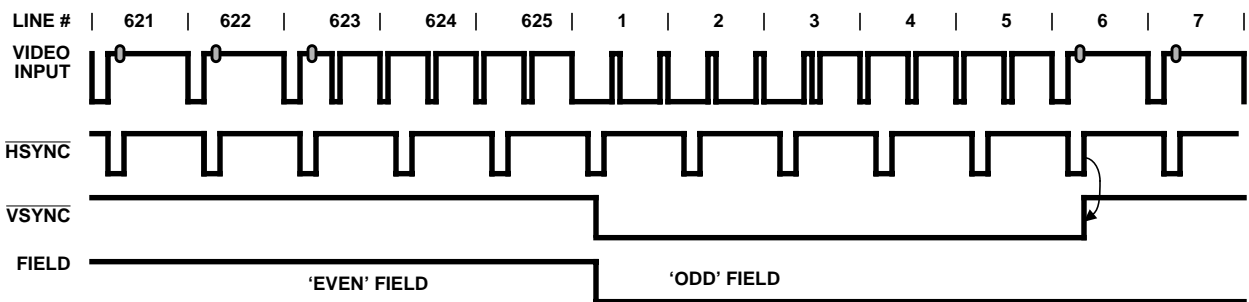 LINE # | 621 | 622 | 623 | 624 | 625 | 1 | 2 | 3 | 4 | 5 | 6 | 7 |
VIDEO
INPUT
HSYNC
VSYNC
FIELD
‘EVEN’ FIELD
‘ODD’ FIELD